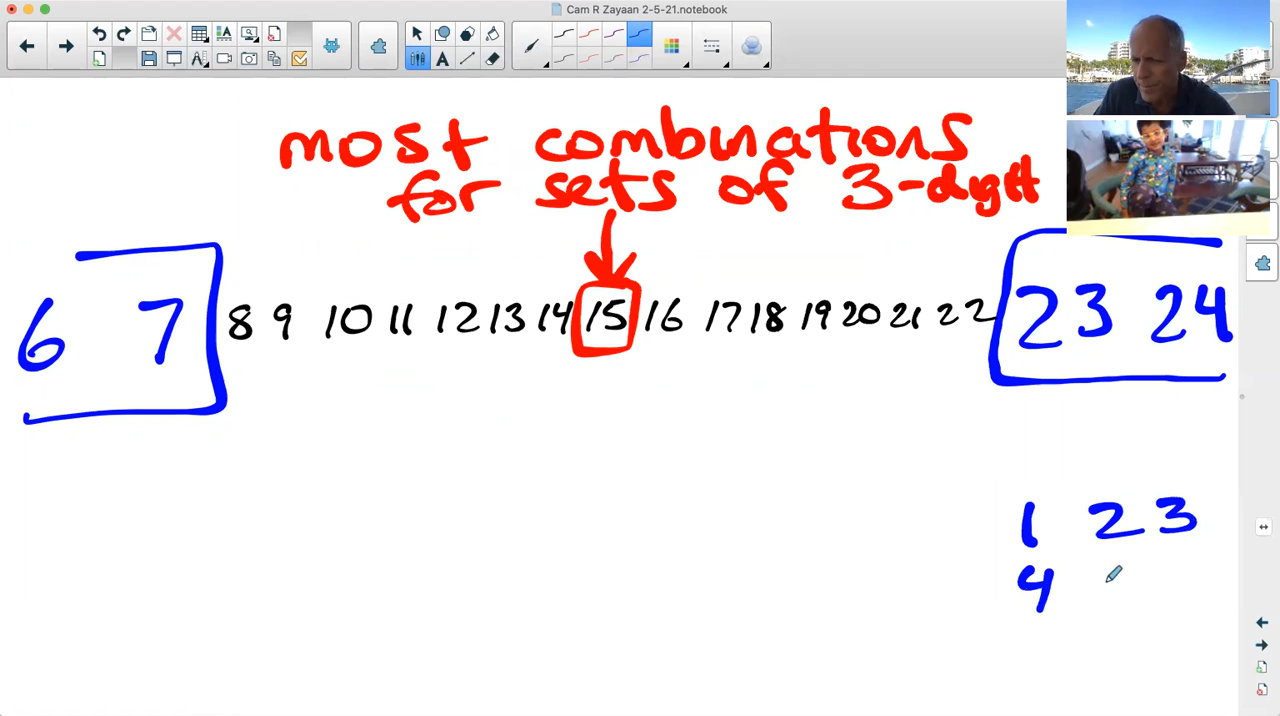 Cam R Zayaan 2-5-21.notebook
most combinations
for sets of 3-digit
6 7 8 9 10 11 12 13 14 15 16 17 18 19 20 21 22 23 24
1 2 3
4